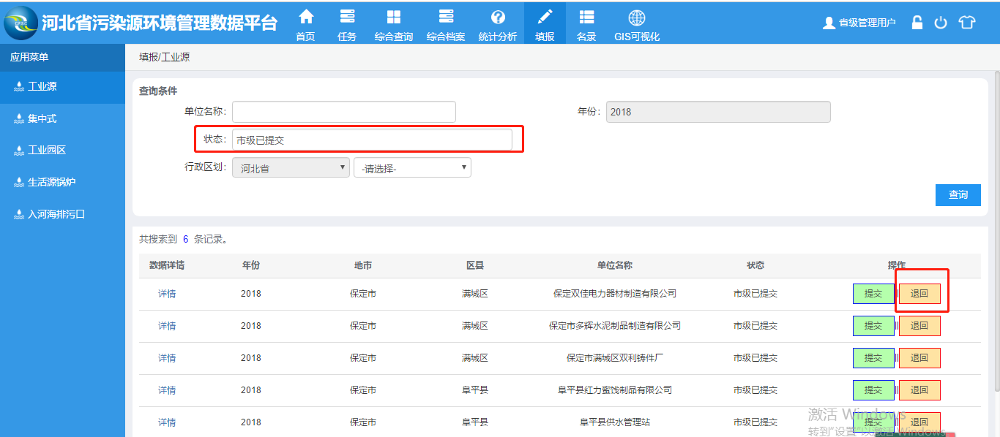 河北省污染源环境管理数据平台
首页 任务 综合查询 综合档案 统计分析 填报 名录 GIS可视化
省级管理用户
应用菜单
工业源
集中式
工业园区
生活源锅炉
入河海排污口
填报/工业源
查询条件
单位名称: 年份: 2018
状态: 市级已提交
行政区划: 河北省 -请选择-
查询
共搜索到 6 条记录。
数据详情 年份 地市 区县 单位名称 状态 操作
详情 2018 保定市 满城区 保定双佳电力器材制造有限公司 市级已提交 提交 || 退回
详情 2018 保定市 满城区 保定市多辉水泥制品制造有限公司 市级已提交 提交 || 退回
详情 2018 保定市 满城区 保定市满城区双利铸件厂 市级已提交 提交 || 退回
详情 2018 保定市 阜平县 阜平县红力蜜饯制品有限公司 市级已提交 提交 || 退回
详情 2018 保定市 阜平县 阜平县供水管理站 市级已提交 提交 || 退回
激活 Windows
转到"设置"以激活 Windows。